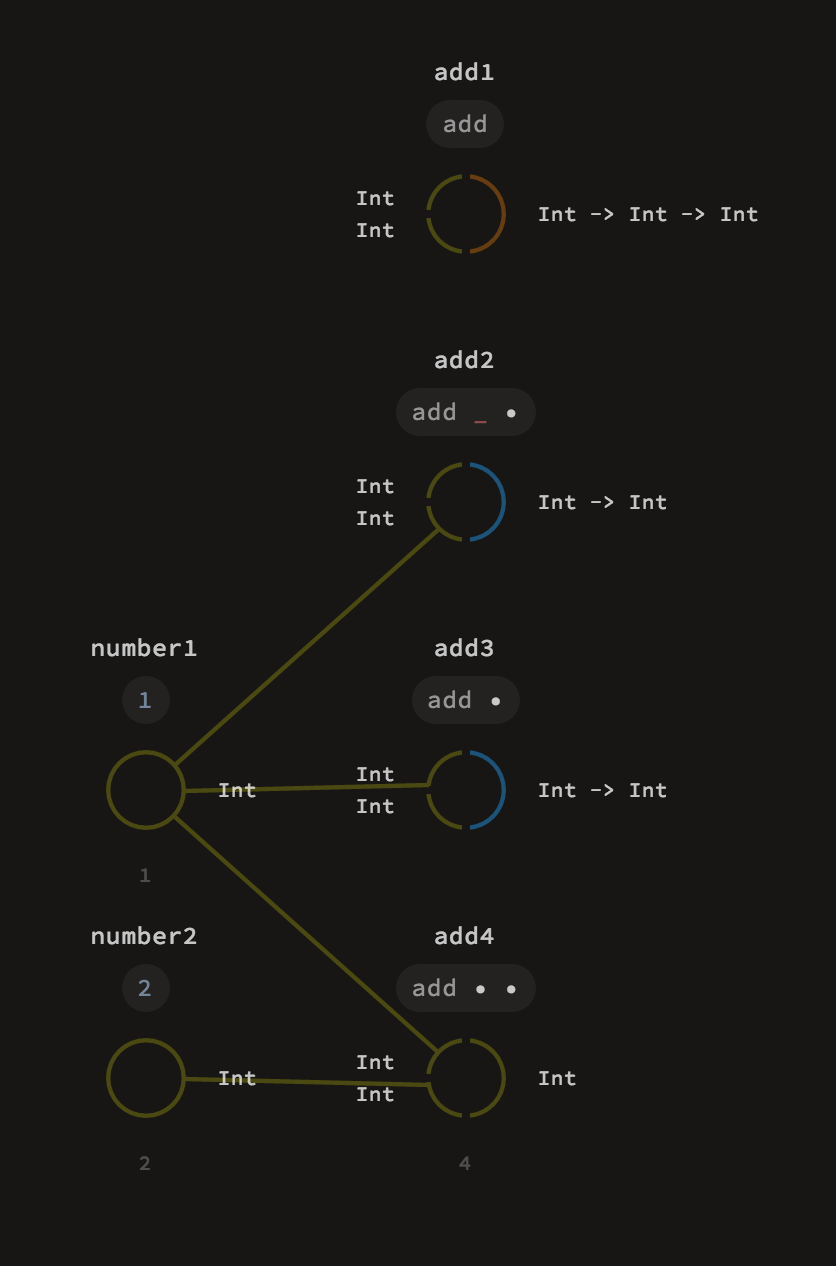 add1
add
Int
Int
Int -> Int -> Int
add2
add _ •
Int
Int
Int -> Int
number1
1
Int
1
add3
add •
Int
Int
Int -> Int
number2
2
Int
2
add4
add • •
Int
Int
Int
4